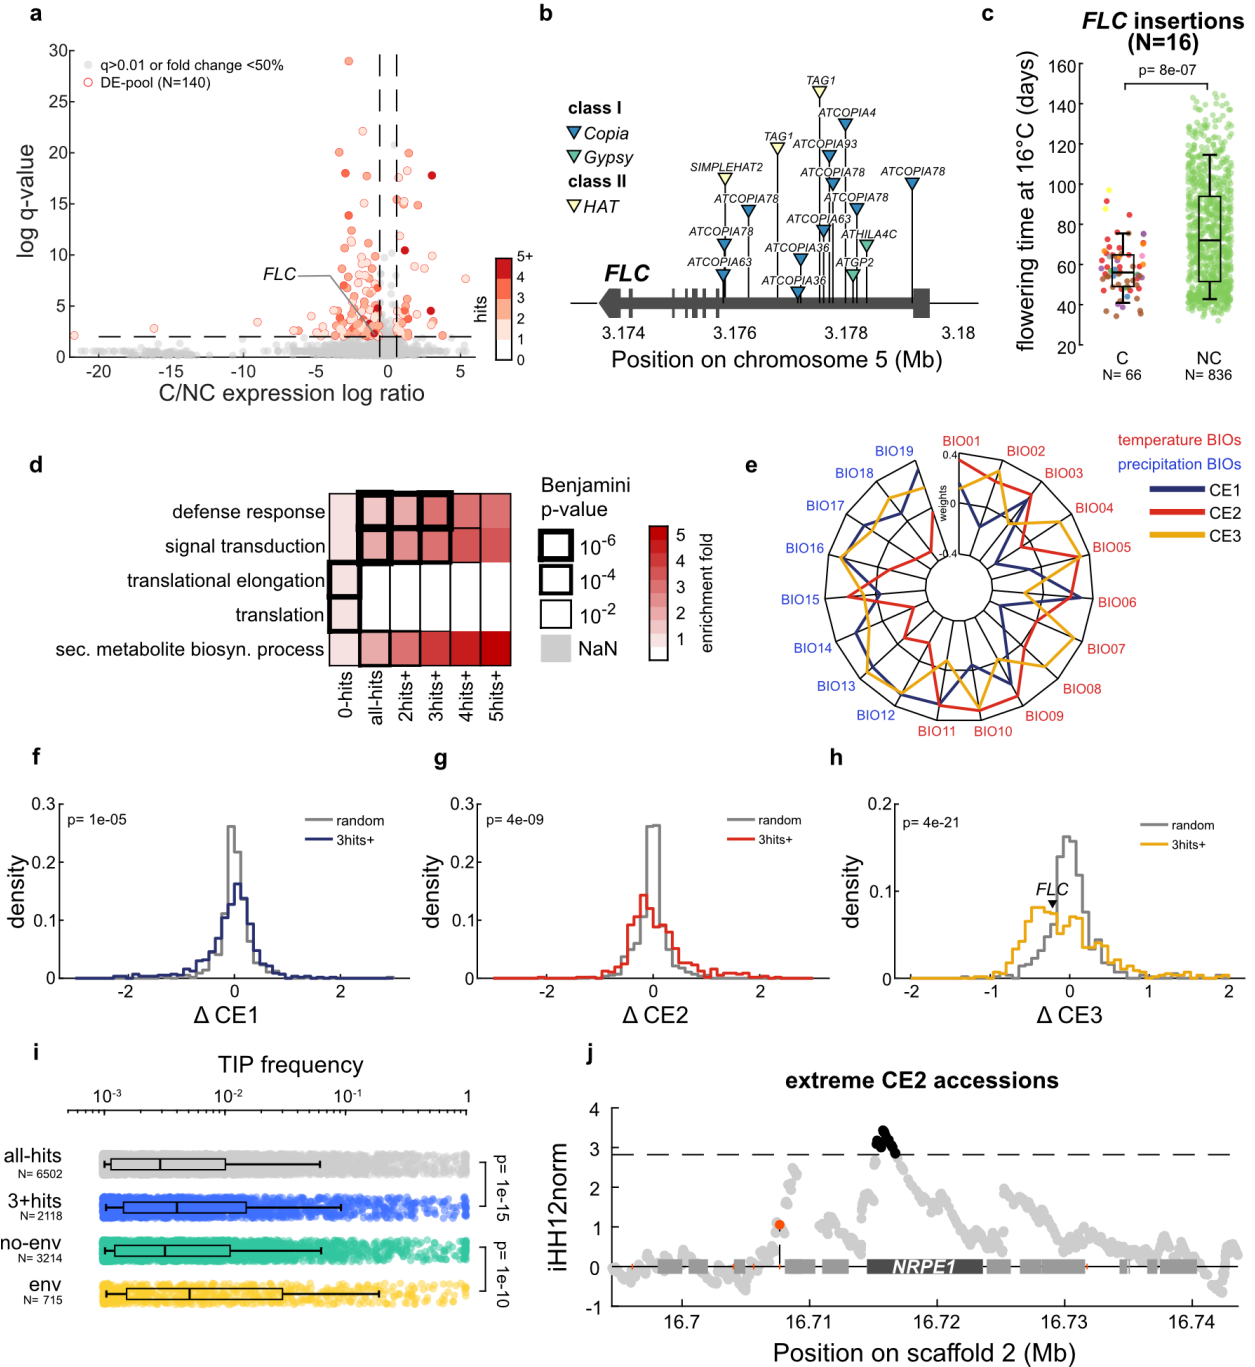 a
30
25
20
15
10
5
0
log q-value
q>0.01 or fold change <50%
DE-pool (N=140)
FLC
5+
4
3
2
1
0
hits
-20
-15
-10
-5
0
5
C/NC expression log ratio
b
class I
Copia
Gypsy
class II
HAT
TAG1
ATCOPIA4
TAG1
ATCOPIA93
SIMPLEHAT2
ATCOPIA78
ATCOPIA78
ATCOPIA78
ATCOPIA78
ATCOPIA63
ATCOPIA78
ATHILA4C
ATCOPIA36
ATCOPIA63
ATGP2
ATCOPIA36
FLC
3.174
3.176
3.178
3.18
Position on chromosome 5 (Mb)
c
FLC insertions
(N=16)
p= 8e-07
160
140
120
100
80
60
40
20
flowering time at 16°C (days)
C
N= 66
NC
N= 836
d
defense response
signal transduction
translational elongation
translation
sec. metabolite biosyn. process
0-hits
all-hits
2hits+
3hits+
4hits+
5hits+
Benjamini
p-value
10-6
10-4
10-2
NaN
5
4
3
2
1
enrichment fold
e
BIO01
BIO02
BIO03
BIO04
BIO05
BIO06
BIO07
BIO08
BIO09
BIO10
BIO11
BIO12
BIO13
BIO14
BIO15
BIO16
BIO17
BIO18
BIO19
0.4
0
-0.4
weights
temperature BIOs
precipitation BIOs
CE1
CE2
CE3
f
0.3
0.2
0.1
0
density
p= 1e-05
random
3hits+
-2
0
2
Δ CE1
g
0.3
0.2
0.1
0
density
p= 4e-09
random
3hits+
-2
0
2
Δ CE2
h
0.2
0.1
0
density
p= 4e-21
random
3hits+
FLC
-2
-1
0
1
2
Δ CE3
i
TIP frequency
10-3
10-2
10-1
1
all-hits
N= 6502
3+hits
N= 2118
no-env
N= 3214
env
N= 715
p= 1e-15
p= 1e-10
j
extreme CE2 accessions
4
3
2
1
0
-1
iHH12norm
NRPE1
16.7
16.71
16.72
16.73
16.74
Position on scaffold 2 (Mb)